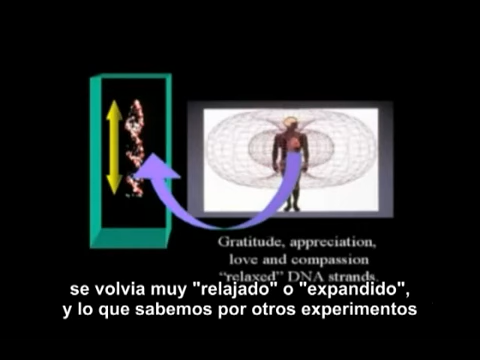 Gratitude, appreciation,
love and compassion
"relaxed" DNA strands.
se volvia muy "relajado" o "expandido",
y lo que sabemos por otros experimentos